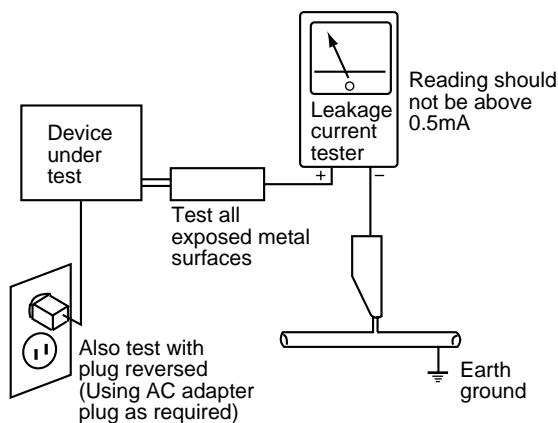 Device
under
test
Leakage
current
tester
+
−
Reading should
not be above
0.5mA
Test all
exposed metal
surfaces
Also test with
plug reversed
(Using AC adapter
plug as required)
Earth
ground